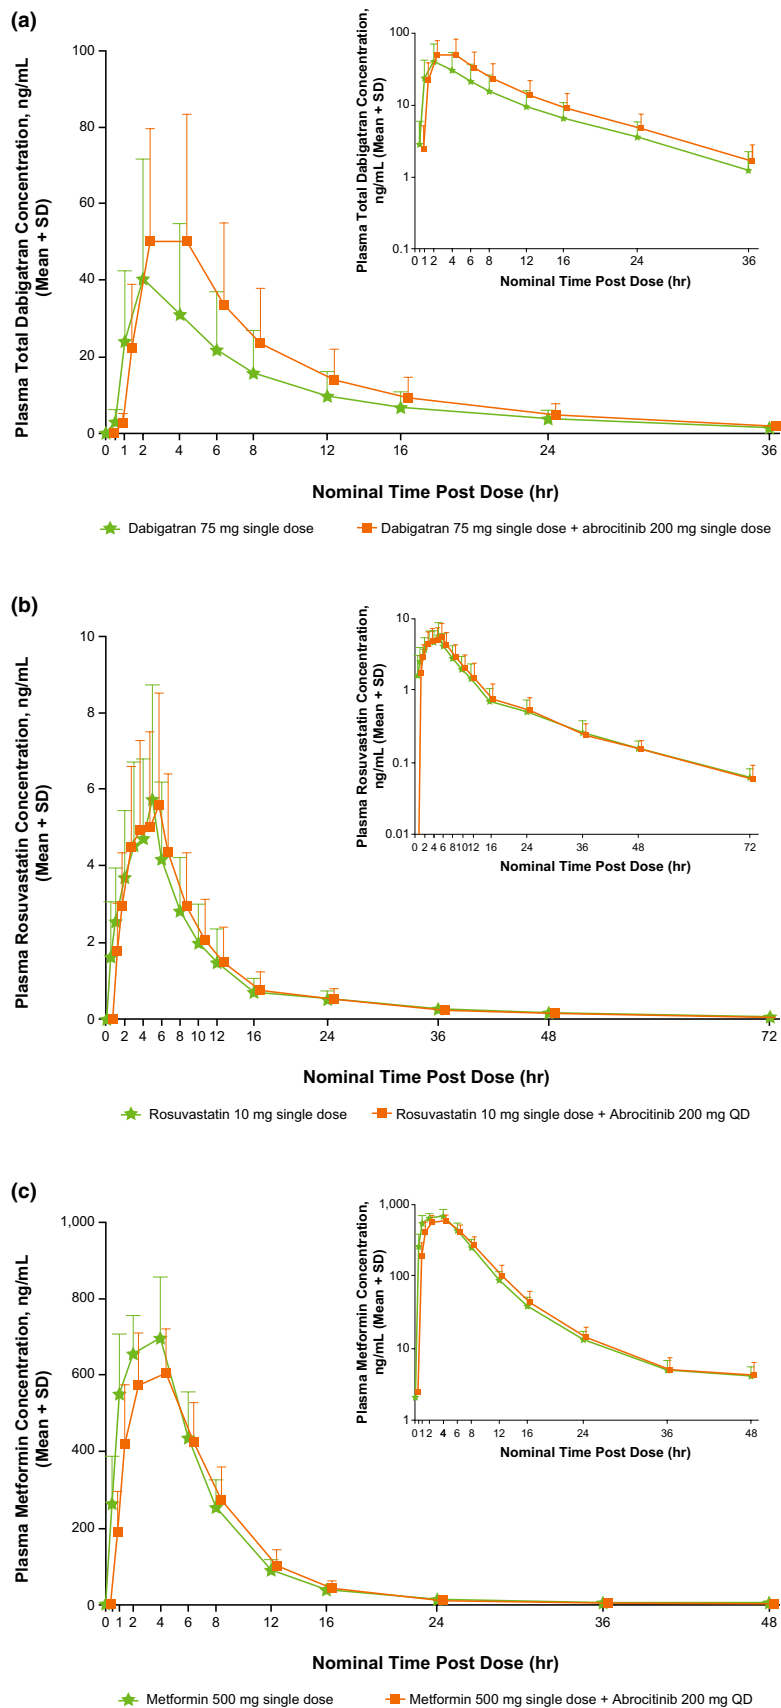 (a)
Plasma Total Dabigatran Concentration, ng/mL
(Mean + SD)
100
80
60
40
20
0
0 1 2 4 6 8 12 16 24 36
Nominal Time Post Dose (hr)
Plasma Total Dabigatran Concentration,
ng/mL (Mean + SD)
100
10
1
0.1
0 1 2 4 6 8 12 16 24 36
Nominal Time Post Dose (hr)
Dabigatran 75 mg single dose
Dabigatran 75 mg single dose + abrocitinib 200 mg single dose
(b)
Plasma Rosuvastatin Concentration, ng/mL
(Mean + SD)
10
8
6
4
2
0
0 2 4 6 8 10 12 16 24 36 48 72
Nominal Time Post Dose (hr)
Plasma Rosuvastatin Concentration,
ng/mL (Mean + SD)
10
1
0.1
0.01
0 2 4 6 8 10 12 16 24 36 48 72
Nominal Time Post Dose (hr)
Rosuvastatin 10 mg single dose
Rosuvastatin 10 mg single dose + Abrocitinib 200 mg QD
(c)
Plasma Metformin Concentration, ng/mL
(Mean + SD)
1,000
800
600
400
200
0
0 1 2 4 6 8 12 16 24 36 48
Nominal Time Post Dose (hr)
Plasma Metformin Concentration,
ng/mL (Mean + SD)
1,000
100
10
1
0 1 2 4 6 8 12 16 24 36 48
Nominal Time Post Dose (hr)
Metformin 500 mg single dose
Metformin 500 mg single dose + Abrocitinib 200 mg QD